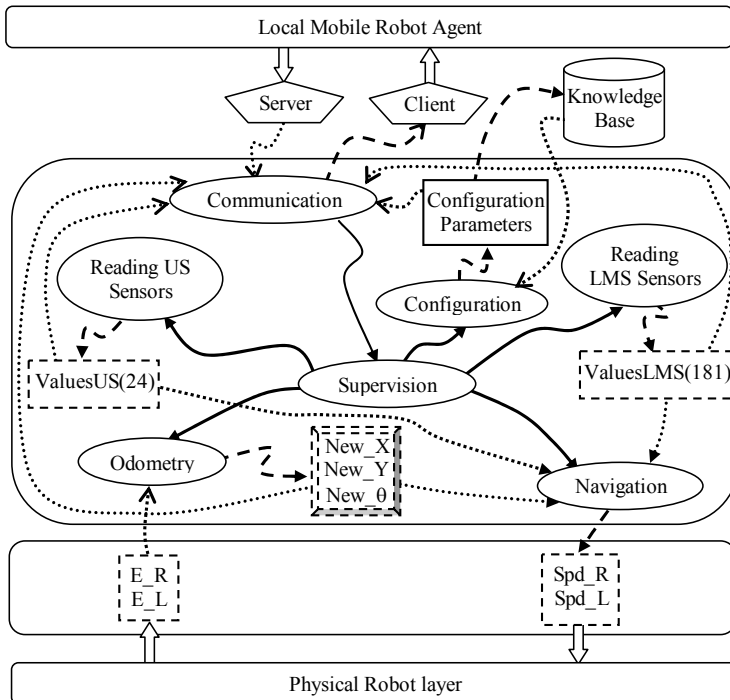 Local Mobile Robot Agent
Server
Client
Knowledge
Base
Communication
Configuration
Parameters
Reading US
Sensors
Reading
LMS Sensors
Configuration
ValuesUS(24)
Supervision
ValuesLMS(181)
Odometry
New_X
New_Y
New_θ
Navigation
E_R
E_L
Spd_R
Spd_L
Physical Robot layer